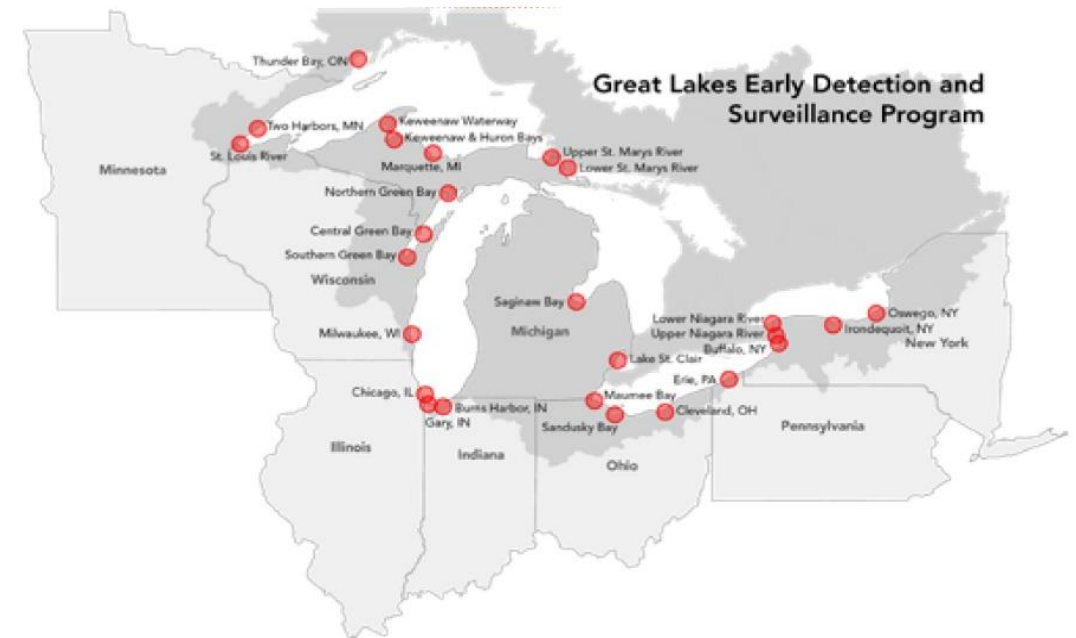 Great Lakes Early Detection and
Surveillance Program
Thunder Bay, ON
Two Harbors, MN
St. Louis River
Keweenaw Waterway
Keweenaw & Huron Bays
Marquette, MI
Upper St. Marys River
Lower St. Marys River
Minnesota
Northern Green Bay
Central Green Bay
Southern Green Bay
Wisconsin
Saginaw Bay
Michigan
Milwaukee, WI
Lower Niagara River
Upper Niagara River
Buffalo, NY
Oswego, NY
Irondequoit, NY
New York
Lake St. Clair
Erie, PA
Chicago, IL
Burns Harbor, IN
Gary, IN
Maumee Bay
Sandusky Bay
Cleveland, OH
Pennsylvania
Illinois
Indiana
Ohio